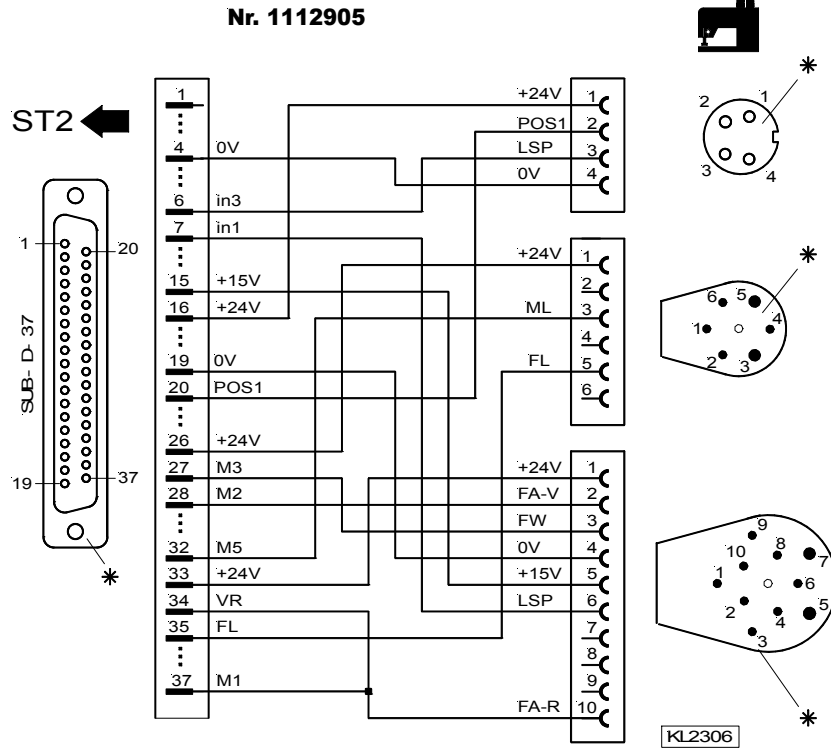 Nr. 1112905
ST2
SUB-D-37
1
20
19
37
1
4 0V
6 in3
7 in1
15 +15V
16 +24V
19 0V
20 POS1
26 +24V
27 M3
28 M2
32 M5
33 +24V
34 VR
35 FL
37 M1
+24V 1
POS1 2
LSP 3
0V 4
+24V 1
2
ML 3
4
FL 5
6
+24V 1
FA-V 2
FW 3
0V 4
+15V 5
LSP 6
7
8
9
FA-R 10
2 1
3 4
6 5
1 4
2 3
9
10 8 7
1 6
2 4 5
3
KL2306